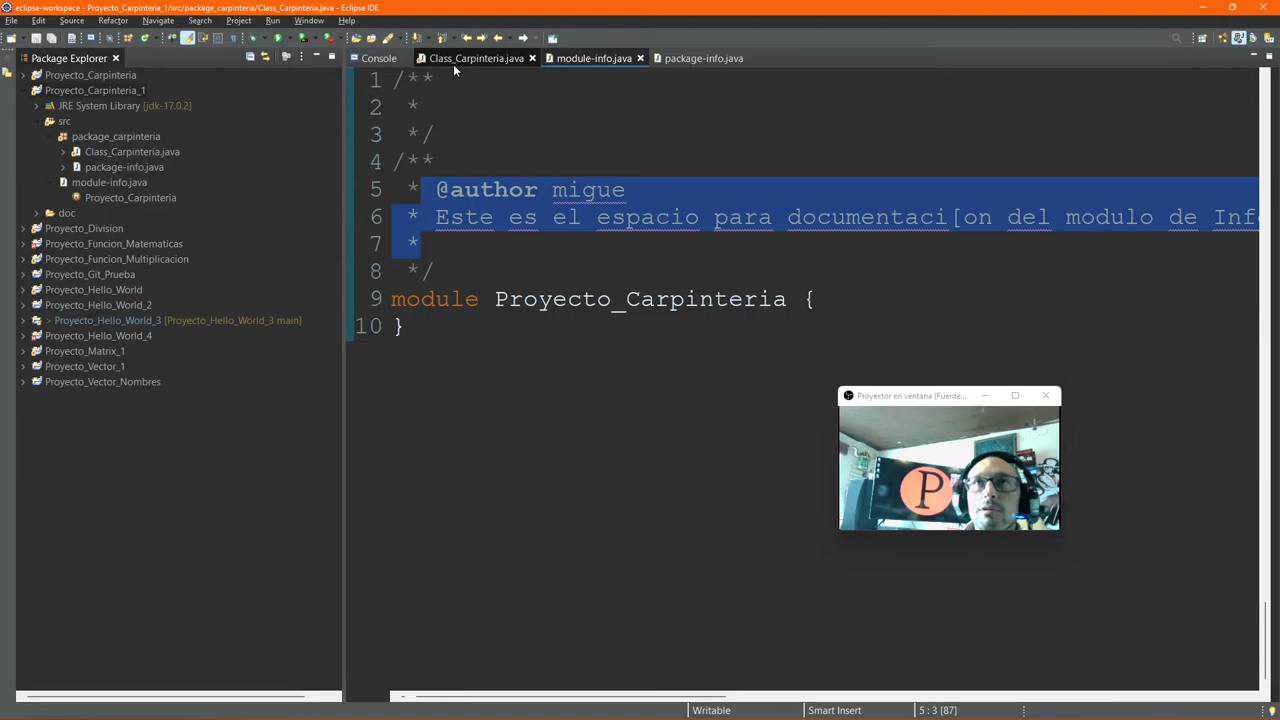 eclipse-workspace - Proyecto_Carpinteria_1/src/package_carpinteria/Class_Carpinteria.java - Eclipse IDE
File Edit Source Refactor Navigate Search Project Run Window Help
Package Explorer
Console Class_Carpinteria.java module-info.java package-info.java
Proyecto_Carpinteria
Proyecto_Carpinteria_1
JRE System Library [jdk-17.0.2]
src
package_carpinteria
Class_Carpinteria.java
package-info.java
module-info.java
Proyecto_Carpinteria
doc
Proyecto_Division
Proyecto_Funcion_Matematicas
Proyecto_Funcion_Multiplicacion
Proyecto_Git_Prueba
Proyecto_Hello_World
Proyecto_Hello_World_2
> Proyecto_Hello_World_3 [Proyecto_Hello_World_3 main]
Proyecto_Hello_World_4
Proyecto_Matrix_1
Proyecto_Vector_1
Proyecto_Vector_Nombres
1 /**
2 *
3 */
4 /**
5 * @author migue
6 * Este es el espacio para documentaci[on del modulo de Info
7 *
8 */
9 module Proyecto_Carpinteria {
10 }
Proyector en ventana (Fuente...
P
Writable Smart Insert 5 : 3 [87]